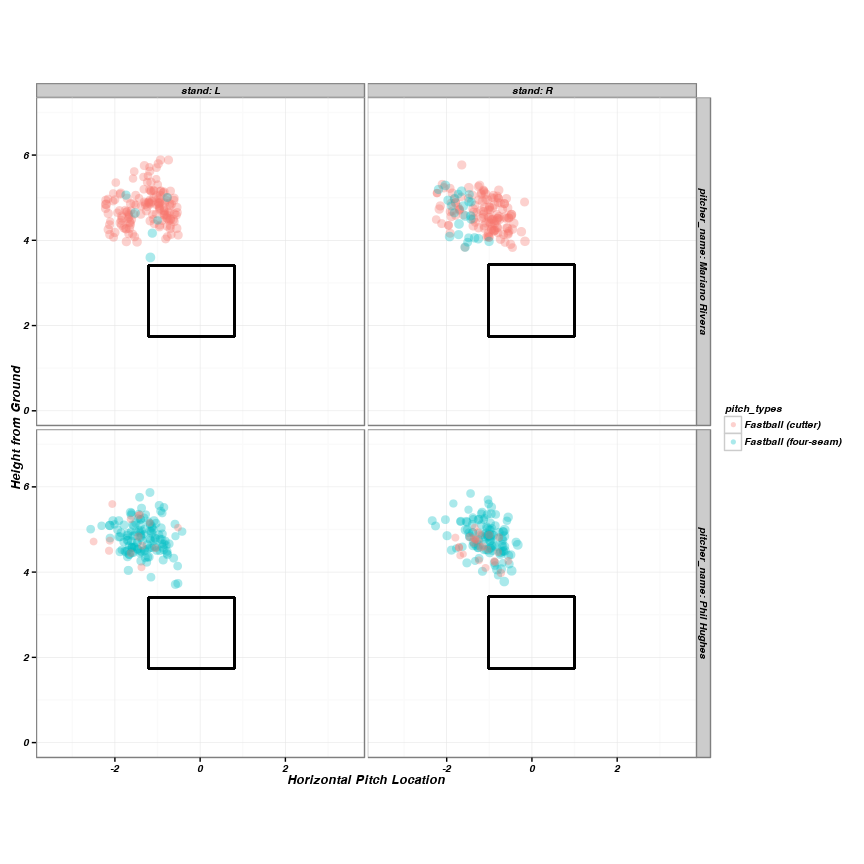 stand: L
stand: R
6
4
2
0
pitcher_name: Mariano Rivera
Height from Ground
pitch_types
Fastball (cutter)
Fastball (four-seam)
6
4
2
0
pitcher_name: Phil Hughes
-2
0
2
-2
0
2
Horizontal Pitch Location